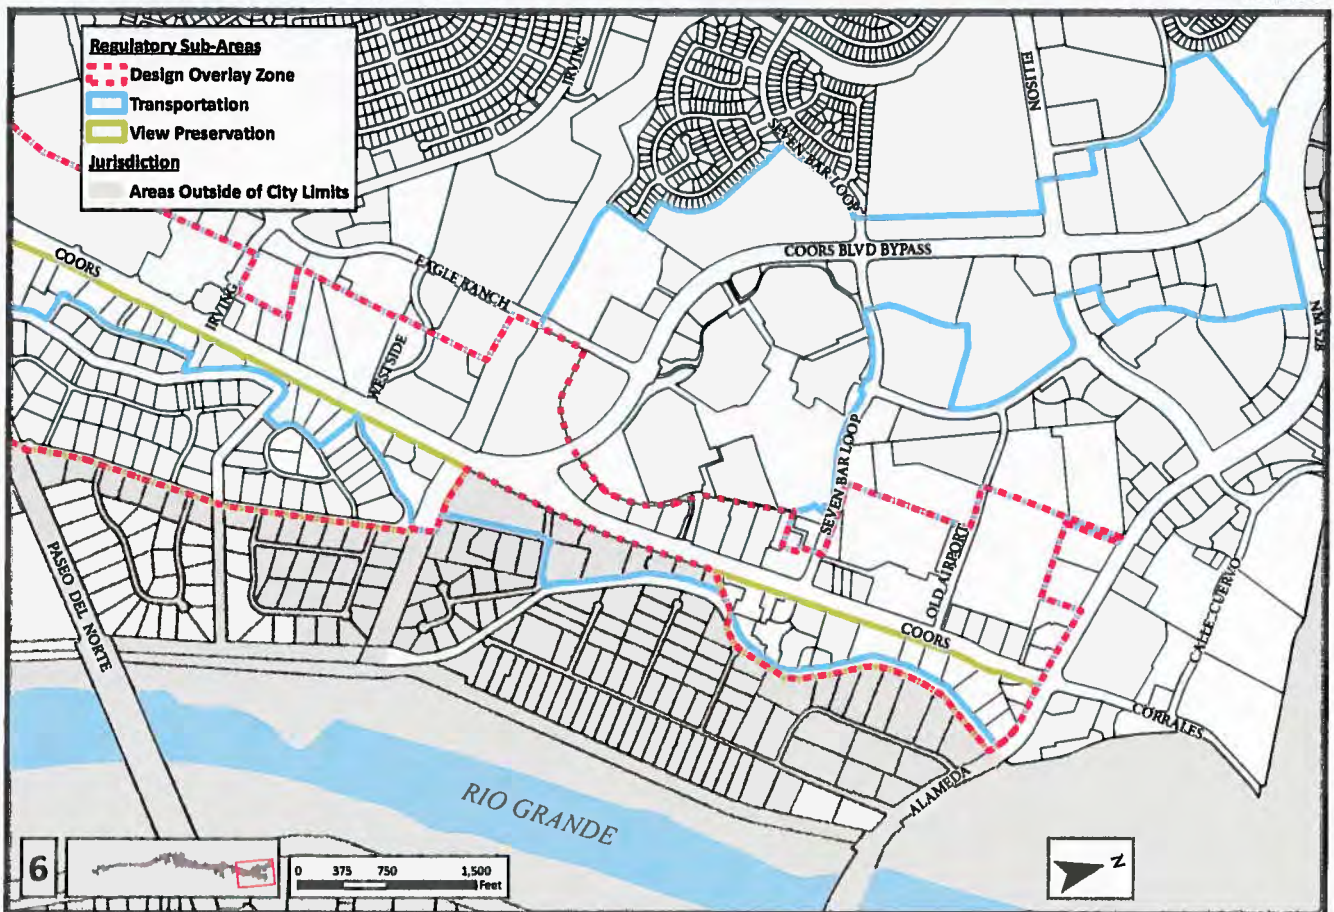 Regulatory Sub-Areas
Design Overlay Zone
Transportation
View Preservation
Jurisdiction
Areas Outside of City Limits
IRVING
ELLISON
SEVEN BAR LOOP
COORS BLVD BYPASS
COORS
EAGLE RANCH
IRVING
NM 528
WESTSIDE
SEVEN BAR LOOP
OLD AIRPORT
PASEO DEL NORTE
COORS
CALLE CUERVO
CORRALES
ALAMEDA
RIO GRANDE
6
0 375 750 1,500
Feet
N